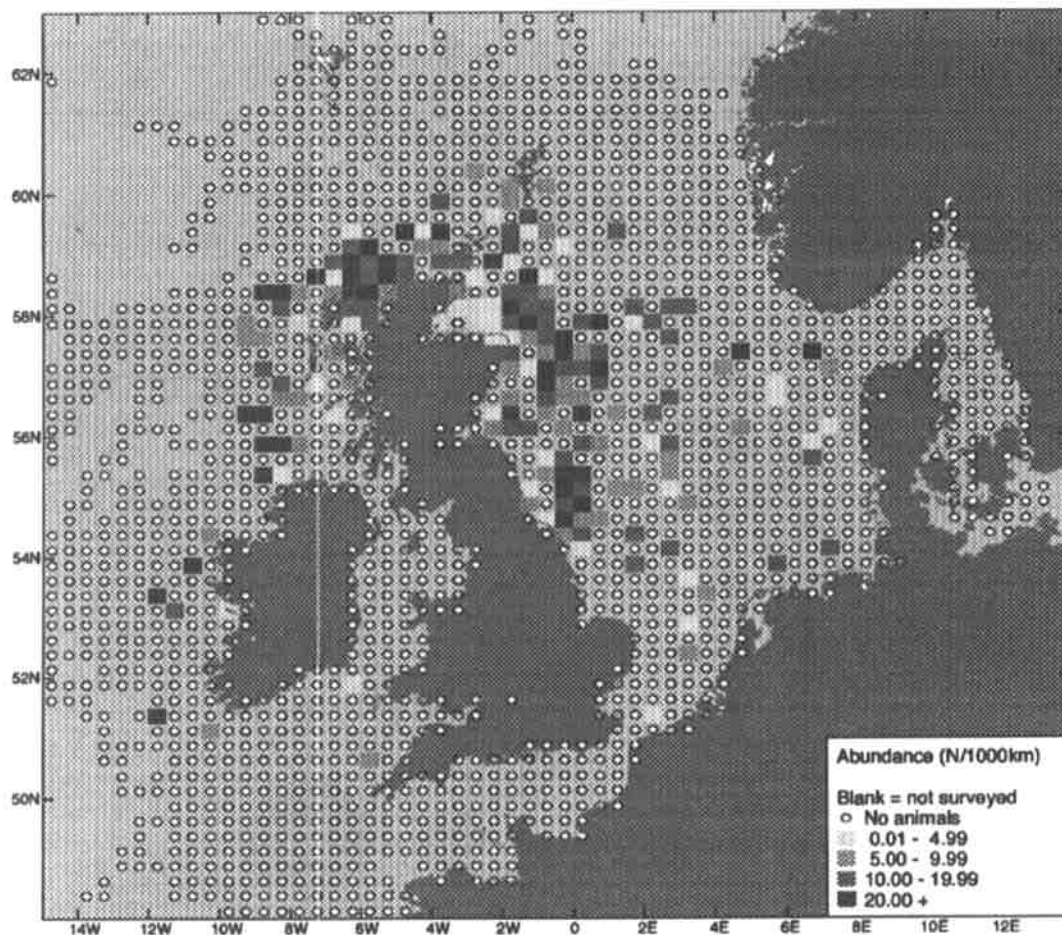 62N
60N
58N
56N
54N
52N
50N
14W 12W 10W 8W 6W 4W 2W 0 2E 4E 6E 8E 10E 12E
Abundance (N/1000km)
Blank = not surveyed
No animals
0.01 - 4.99
5.00 - 9.99
10.00 - 19.99
20.00 +